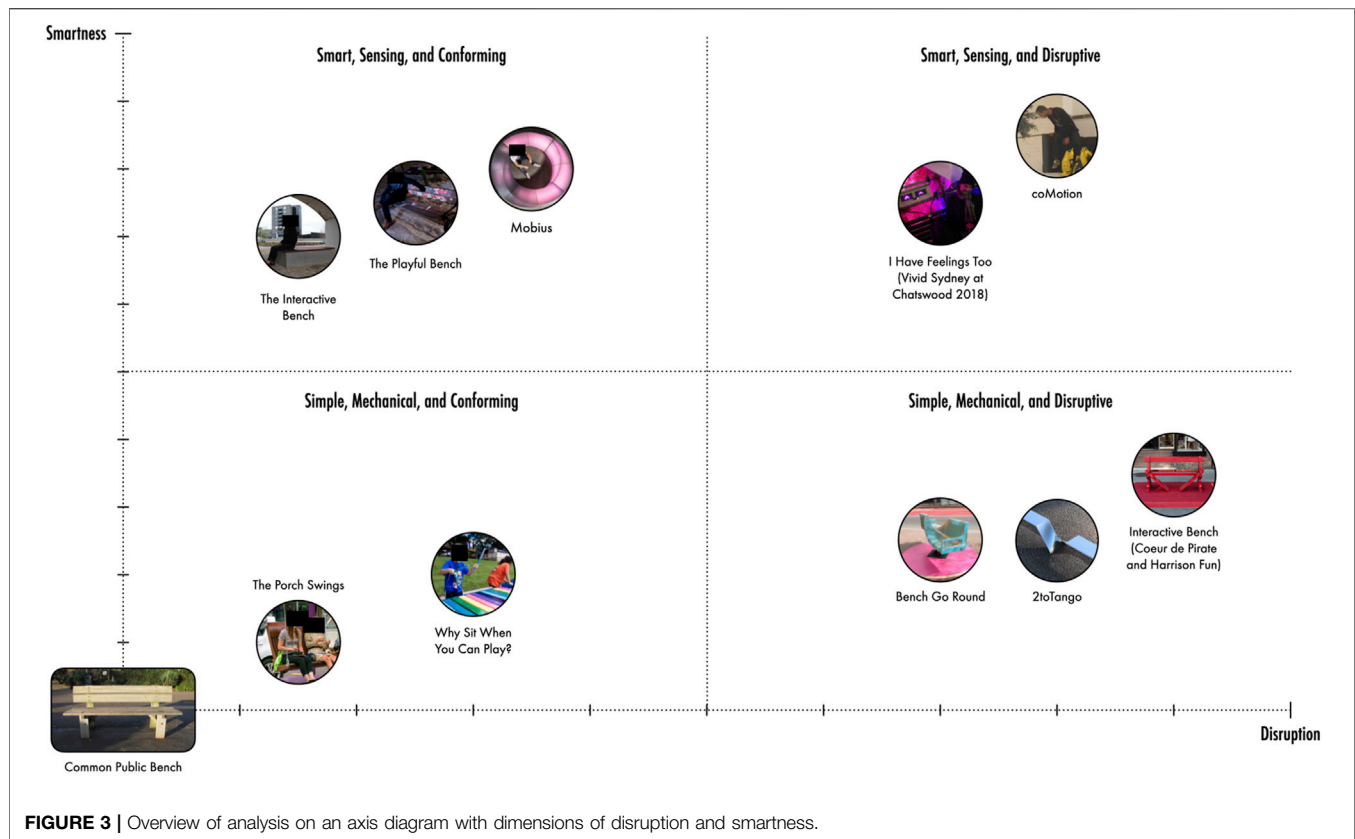 Smartness
Smart, Sensing, and Conforming
Smart, Sensing, and Disruptive
coMotion
Mobius
The Playful Bench
I Have Feelings Too
(Vivid Sydney at
Chatswood 2018)
The Interactive
Bench
Simple, Mechanical, and Conforming
Simple, Mechanical, and Disruptive
Interactive Bench
(Coeur de Pirate
and Harrison Fun)
The Porch Swings
Bench Go Round
2toTango
Why Sit When
You Can Play?
Disruption
Common Public Bench
FIGURE 3 | Overview of analysis on an axis diagram with dimensions of disruption and smartness.